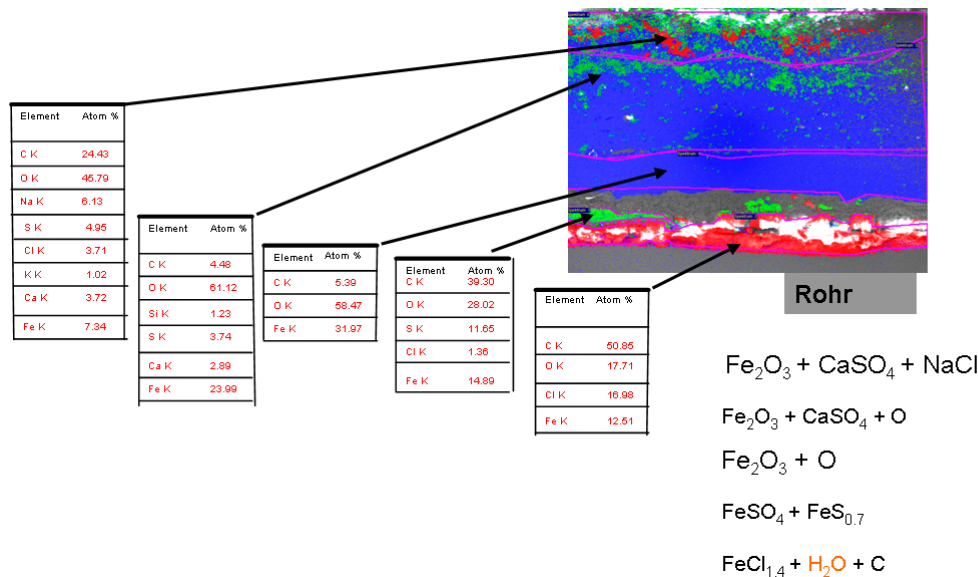 Element Atom %
C K 24.43
O K 45.79
Na K 6.13
S K 4.95
Cl K 3.71
K K 1.02
Ca K 3.72
Fe K 7.34
Element Atom %
C K 4.48
O K 61.12
Si K 1.23
S K 3.74
Ca K 2.89
Fe K 23.99
Element Atom %
C K 5.39
O K 58.47
Fe K 31.97
Element Atom %
C K 39.30
O K 28.02
S K 11.65
Cl K 1.36
Fe K 14.89
Element Atom %
C K 50.85
O K 17.71
Cl K 16.98
Fe K 12.51
Rohr
Fe₂O₃ + CaSO₄ + NaCl
Fe₂O₃ + CaSO₄ + O
Fe₂O₃ + O
FeSO₄ + FeS₀.₇
FeCl₁.₄ + H₂O + C